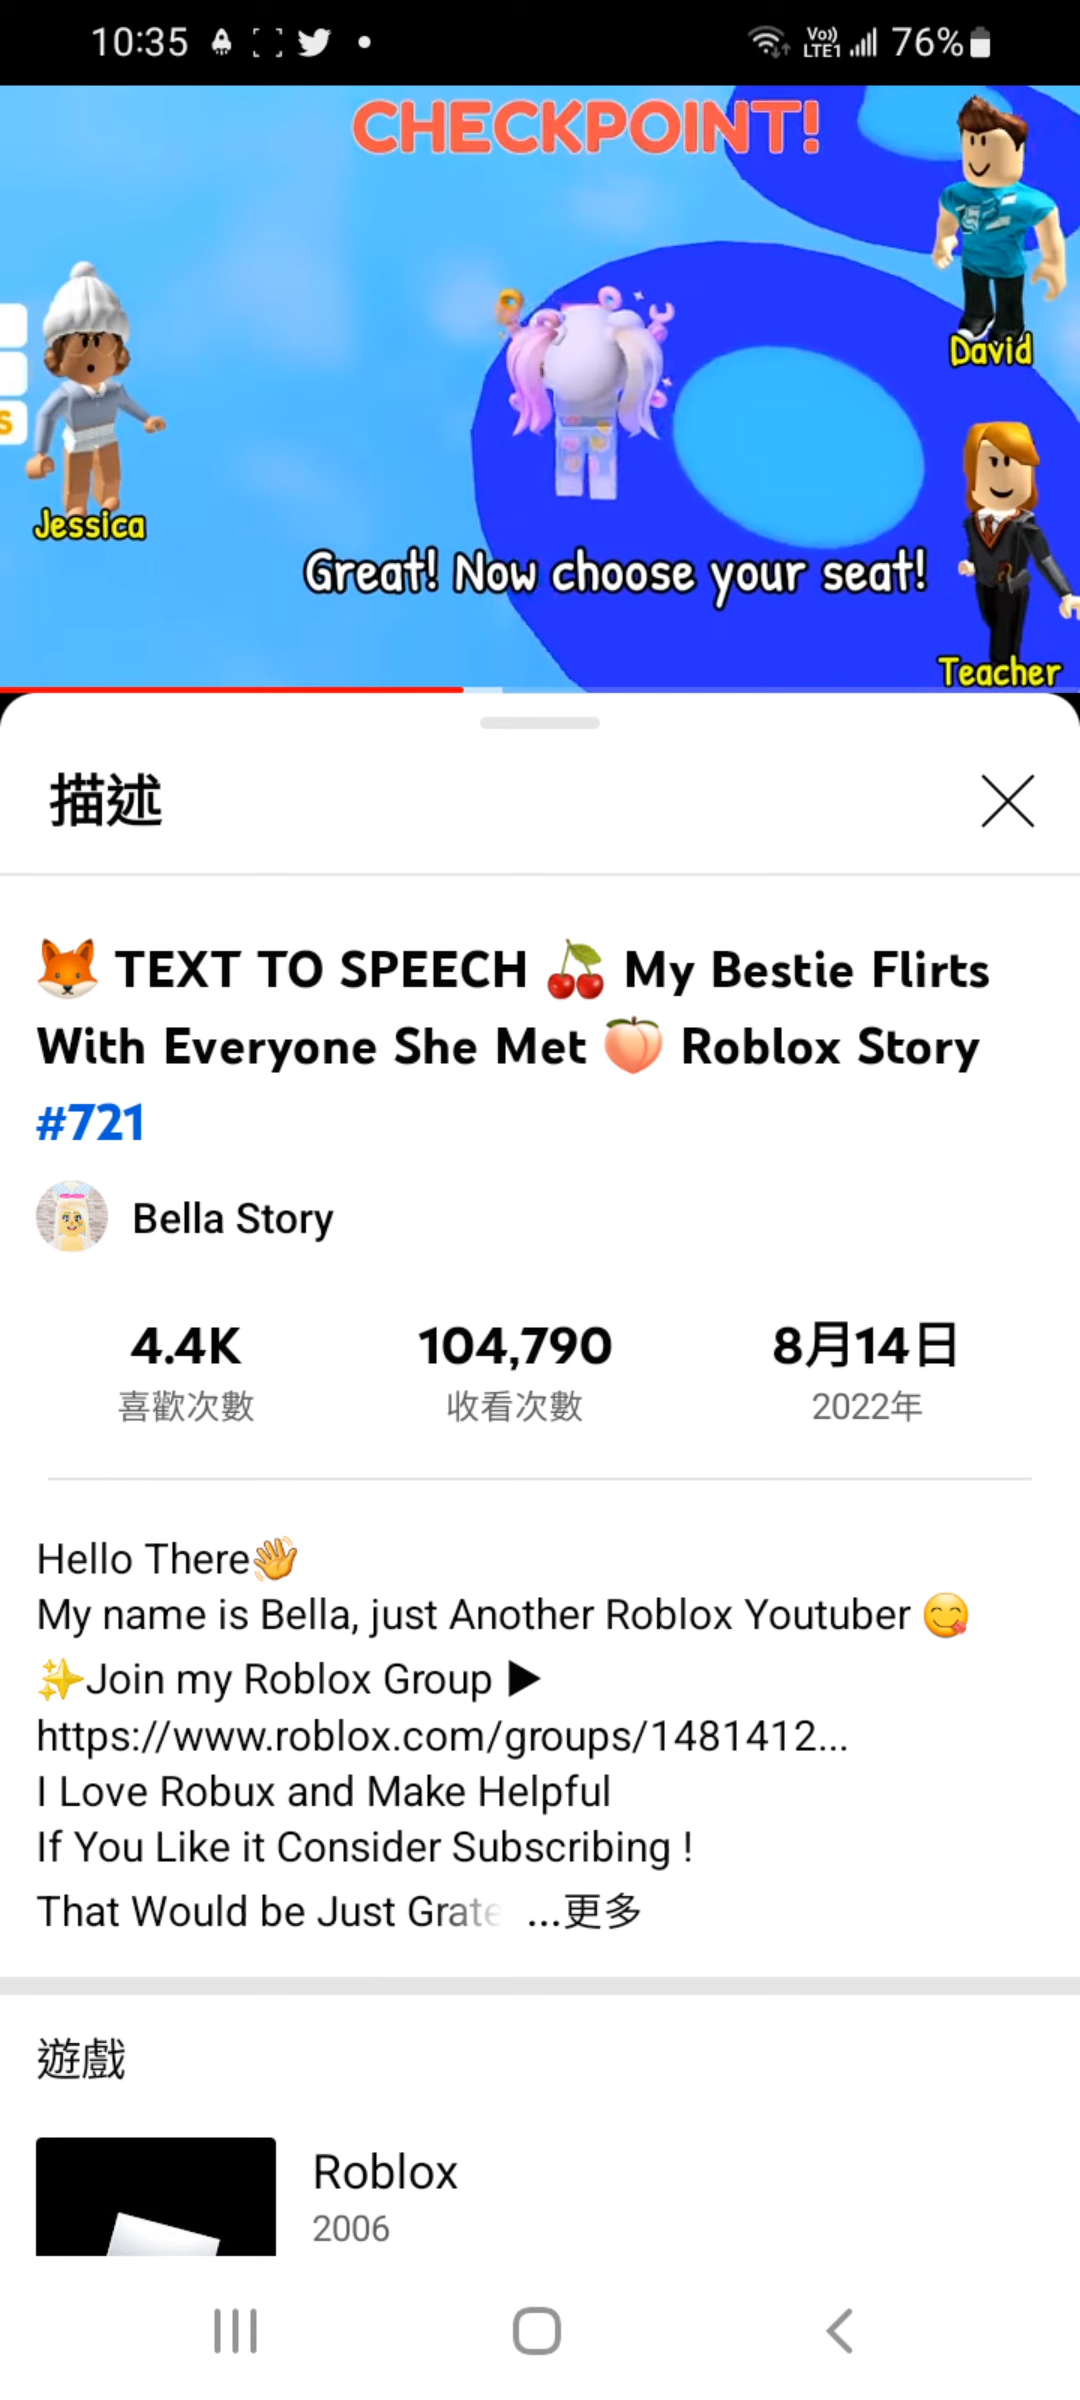 10:35
Vo))
LTE1
76%
CHECKPOINT!
David
S
Jessica
Great! Now choose your seat!
Teacher
描述
🦊 TEXT TO SPEECH 🍒 My Bestie Flirts
With Everyone She Met 🍑 Roblox Story
#721
Bella Story
4.4K
104,790
8月14日
喜歡次數
收看次數
2022年
Hello There👋
My name is Bella, just Another Roblox Youtuber 😋
✨Join my Roblox Group ▶
https://www.roblox.com/groups/1481412...
I Love Robux and Make Helpful
If You Like it Consider Subscribing !
That Would be Just Grate ...更多
遊戲
Roblox
2006